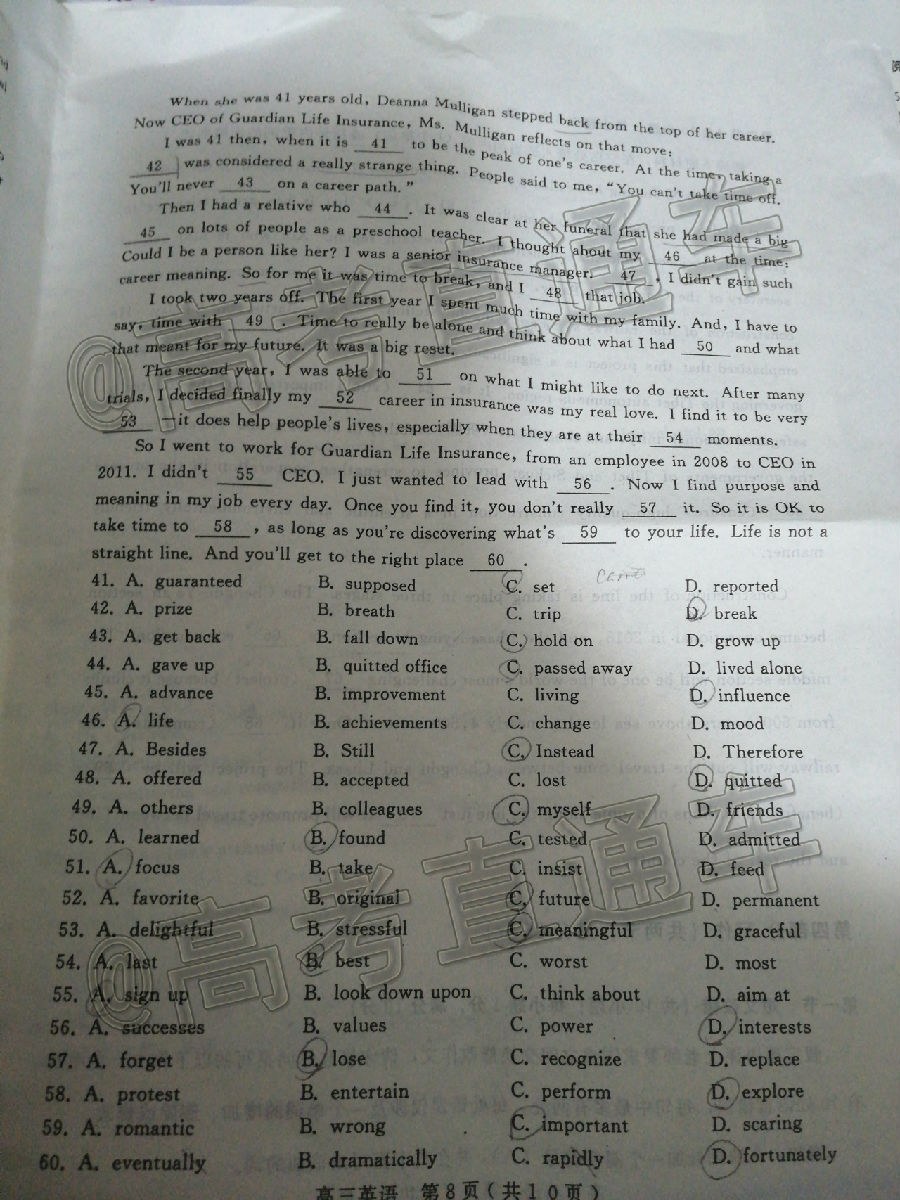 When she was 41 years old, Deanna Mulligan stepped back from the top of her career.
Now CEO of Guardian Life Insurance, Ms. Mulligan reflects on that move:
I was 41 then, when it is 41 to be the peak of one's career. At the time, taking a
42 was considered a really strange thing. People said to me, "You can't take time off.
You'll never 43 on a career path."
Then I had a relative who 44 . It was clear at her funeral that she had made a big
45 on lots of people as a preschool teacher. I thought about my 46 at the time:
Could I be a person like her? I was a senior insurance manager. 47 , I didn't gain such
career meaning. So for me it was time to break, and I 48 that job.
I took two years off. The first year I spent much time with my family. And, I have to
say, time with 49 . Time to really be alone and think about what I had 50 and what
that meant for my future. It was a big reset.
The second year, I was able to 51 on what I might like to do next. After many
trials, I decided finally my 52 career in insurance was my real love. I find it to be very
53 —it does help people's lives, especially when they are at their 54 moments.
So I went to work for Guardian Life Insurance, from an employee in 2008 to CEO in
2011. I didn't 55 CEO. I just wanted to lead with 56 . Now I find purpose and
meaning in my job every day. Once you find it, you don't really 57 it. So it is OK to
take time to 58 , as long as you're discovering what's 59 to your life. Life is not a
straight line. And you'll get to the right place 60 .
41. A. guaranteed B. supposed C. set D. reported
42. A. prize B. breath C. trip D. break
43. A. get back B. fall down C. hold on D. grow up
44. A. gave up B. quitted office C. passed away D. lived alone
45. A. advance B. improvement C. living D. influence
46. A. life B. achievements C. change D. mood
47. A. Besides B. Still C. Instead D. Therefore
48. A. offered B. accepted C. lost D. quitted
49. A. others B. colleagues C. myself D. friends
50. A. learned B. found C. tested D. admitted
51. A. focus B. take C. insist D. feed
52. A. favorite B. original C. future D. permanent
53. A. delightful B. stressful C. meaningful D. graceful
54. A. last B. best C. worst D. most
55. A. sign up B. look down upon C. think about D. aim at
56. A. successes B. values C. power D. interests
57. A. forget B. lose C. recognize D. replace
58. A. protest B. entertain C. perform D. explore
59. A. romantic B. wrong C. important D. scaring
60. A. eventually B. dramatically C. rapidly D. fortunately
高三英语 第8页(共10页)
@高考直通车
@高考直通车